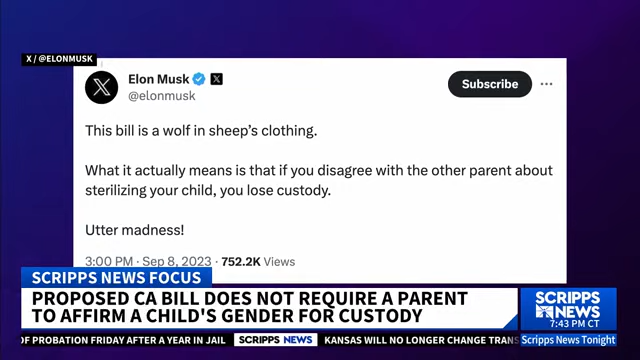 X / @ELONMUSK
Elon Musk
@elonmusk
Subscribe
This bill is a wolf in sheep's clothing.
What it actually means is that if you disagree with the other parent about
sterilizing your child, you lose custody.
Utter madness!
3:00 PM · Sep 8, 2023 · 752.2K Views
SCRIPPS NEWS FOCUS
PROPOSED CA BILL DOES NOT REQUIRE A PARENT
TO AFFIRM A CHILD'S GENDER FOR CUSTODY
SCRIPPS
NEWS
7:43 PM CT
OF PROBATION FRIDAY AFTER A YEAR IN JAIL SCRIPPS NEWS KANSAS WILL NO LONGER CHANGE TRANS
Scripps News Tonight